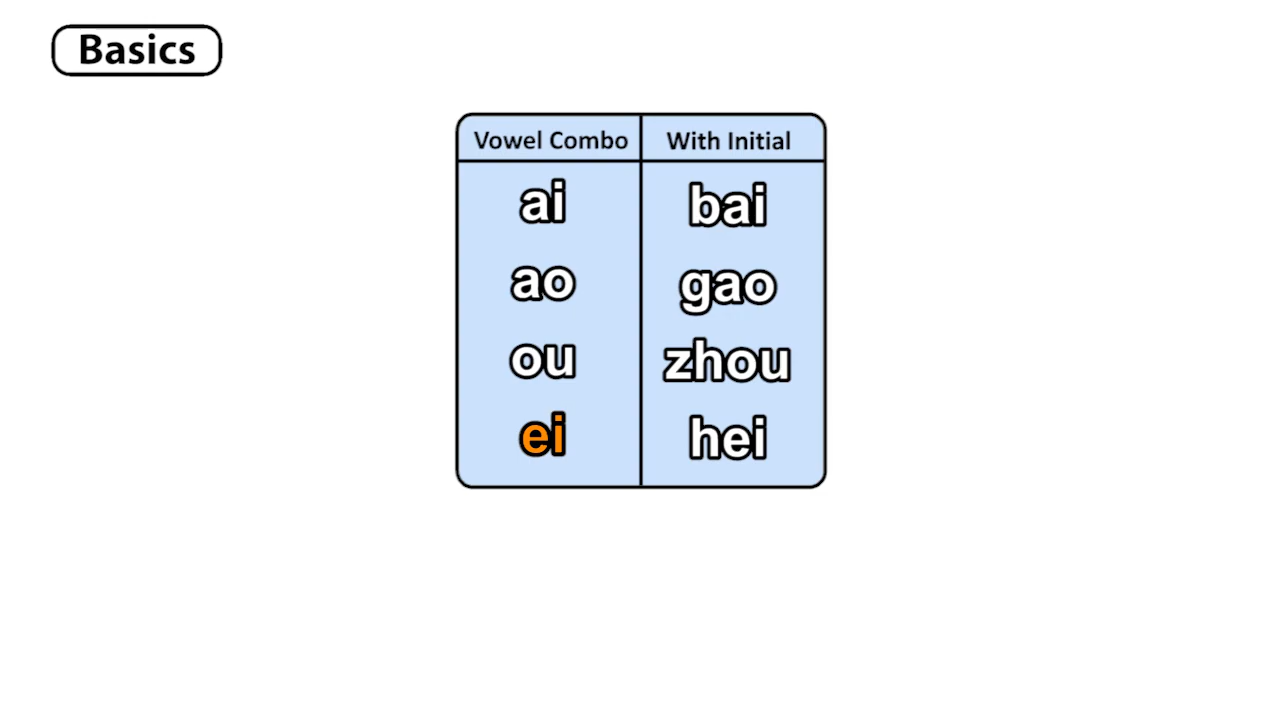 Basics
Vowel Combo With Initial
ai bai
ao gao
ou zhou
ei hei